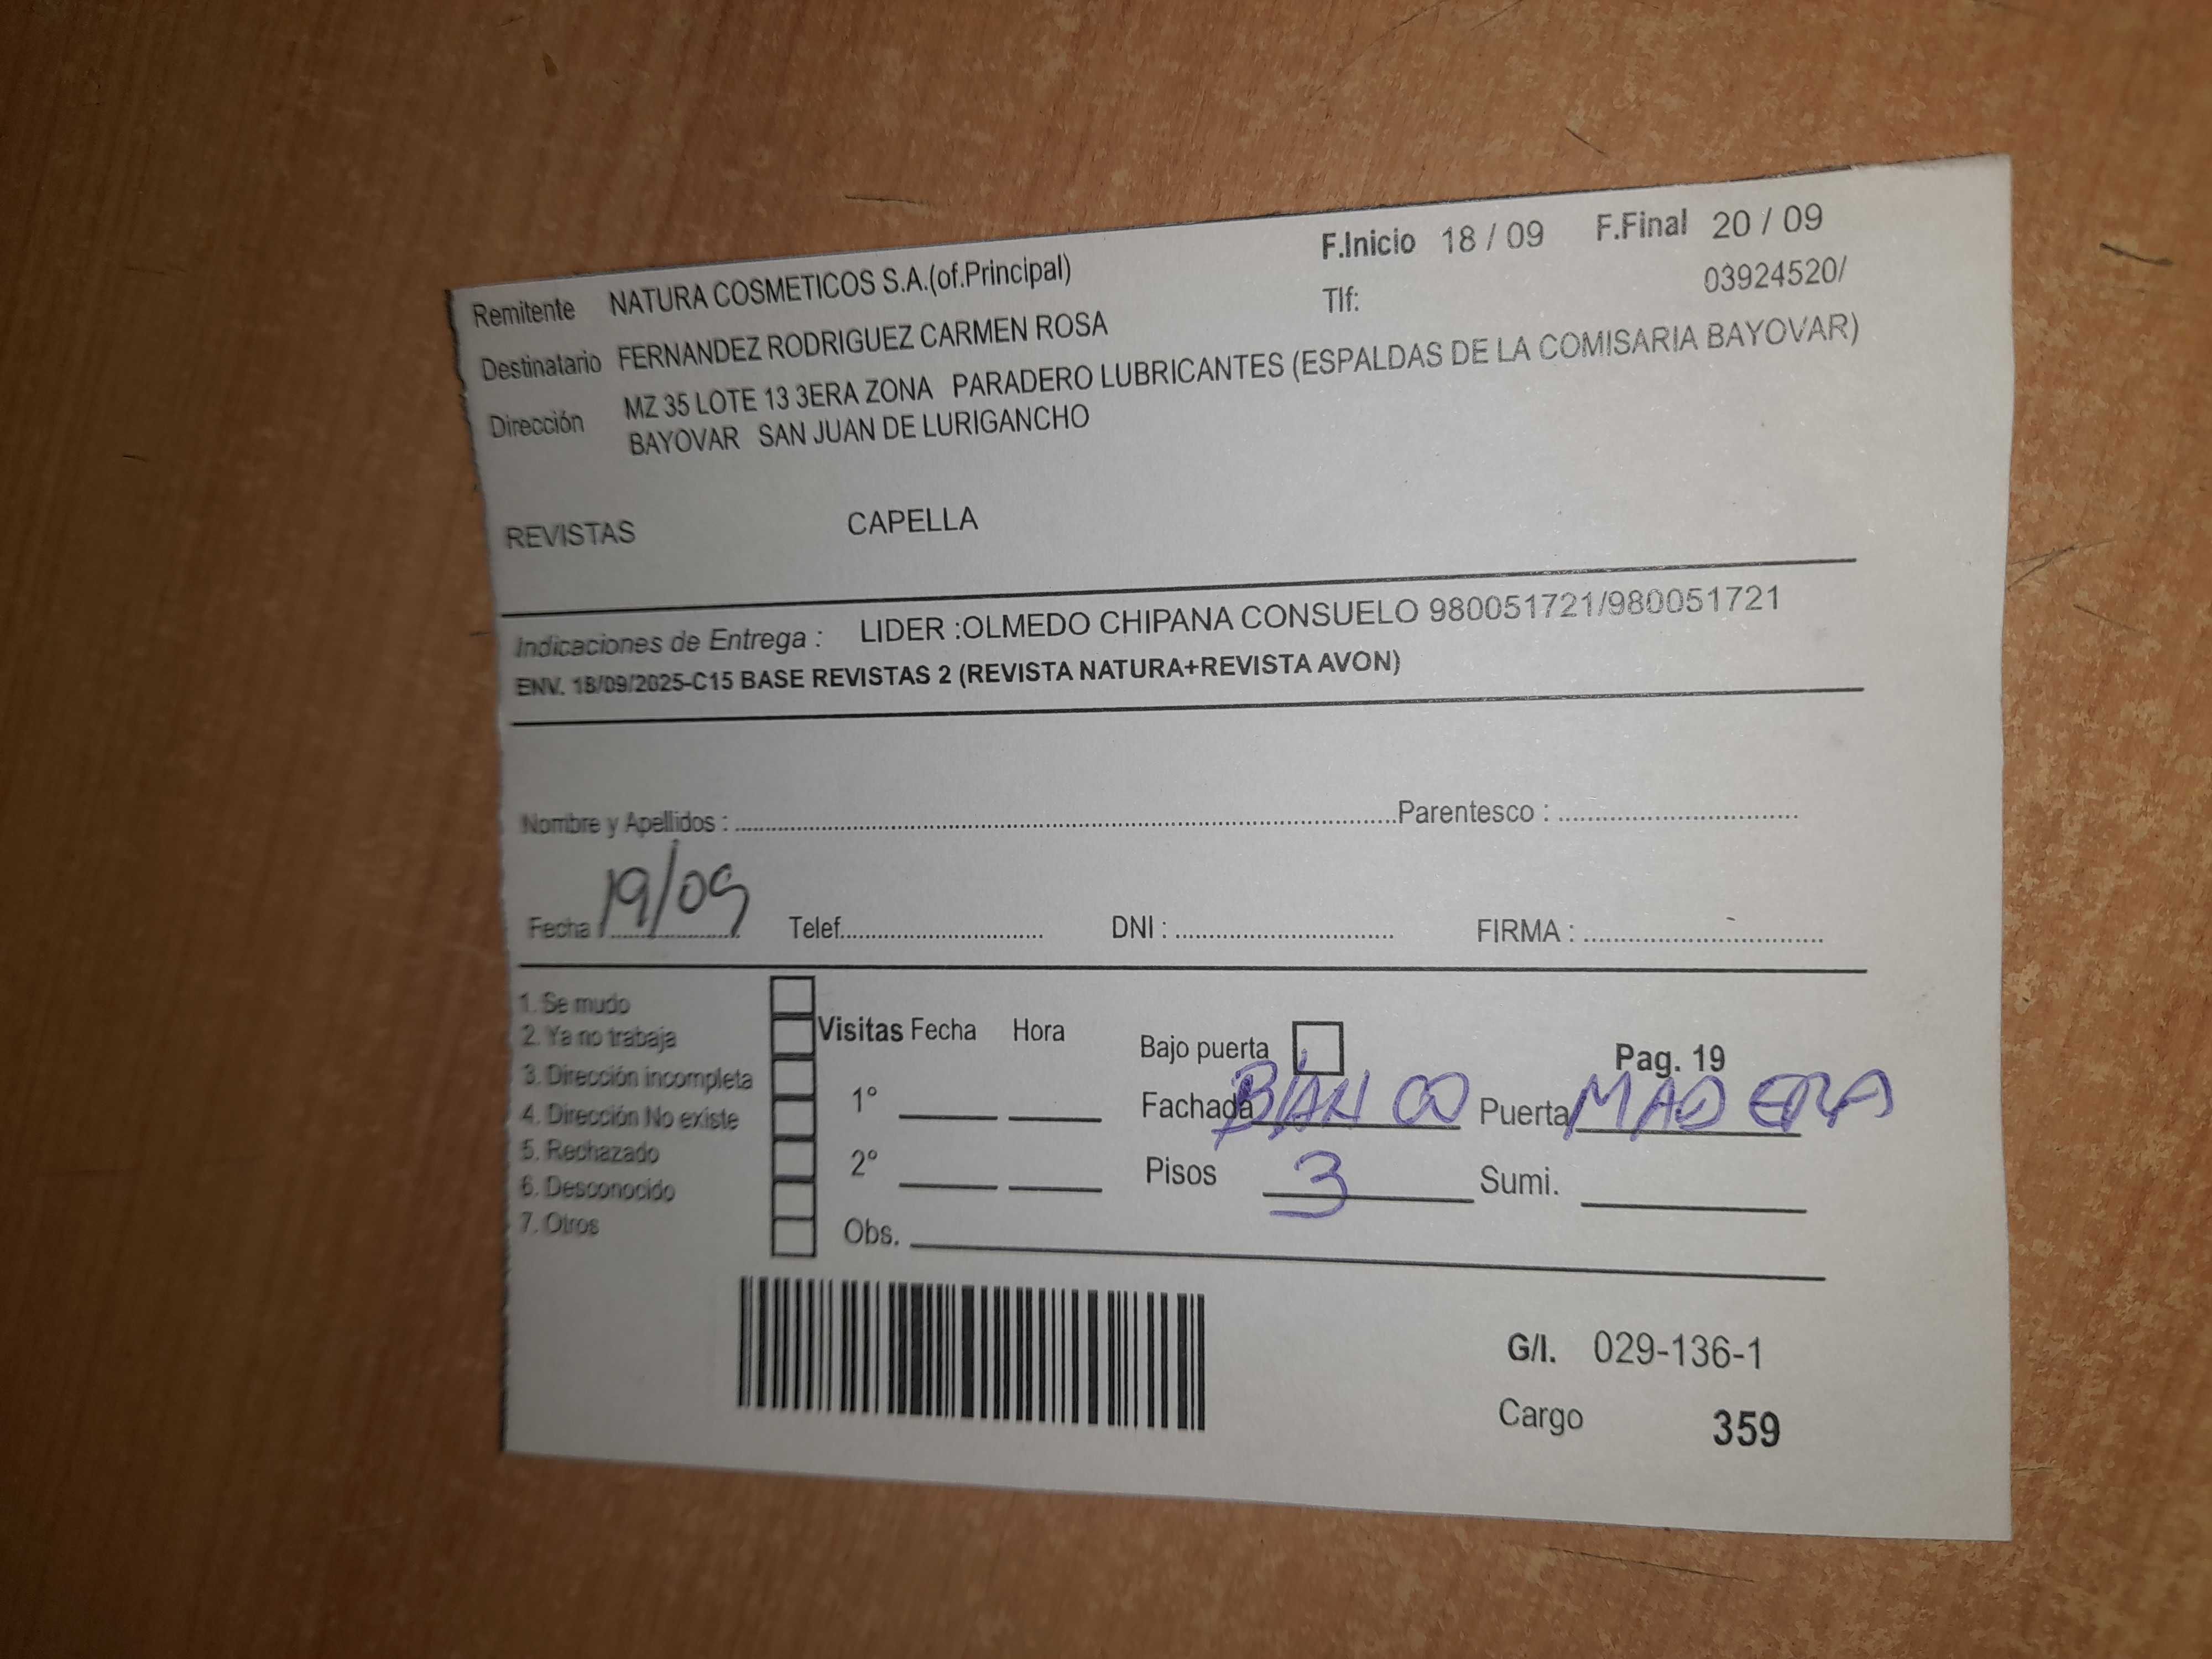 Remitente NATURA COSMETICOS S.A.(of.Principal) F.Inicio 18 / 09 F.Final 20 / 09
Destinatario FERNANDEZ RODRIGUEZ CARMEN ROSA Tlf: 03924520/
Dirección MZ 35 LOTE 13 3ERA ZONA PARADERO LUBRICANTES (ESPALDAS DE LA COMISARIA BAYOVAR)
BAYOVAR SAN JUAN DE LURIGANCHO
REVISTAS CAPELLA
Indicaciones de Entrega : LIDER :OLMEDO CHIPANA CONSUELO 980051721/980051721
ENV. 18/09/2025-C15 BASE REVISTAS 2 (REVISTA NATURA+REVISTA AVON)
Nombre y Apellidos : Parentesco :
Fecha 19/09 Telef. DNI : FIRMA :
1. Se mudo
2. Ya no trabaja
3. Dirección incompleta
4. Dirección No existe
5. Rechazado
6. Desconocido
7. Otros
Visitas Fecha Hora
1°
2°
Obs.
Bajo puerta Pag. 19
Fachada BLANCO Puerta MADERA
Pisos 3 Sumi.
G/I. 029-136-1
Cargo 359